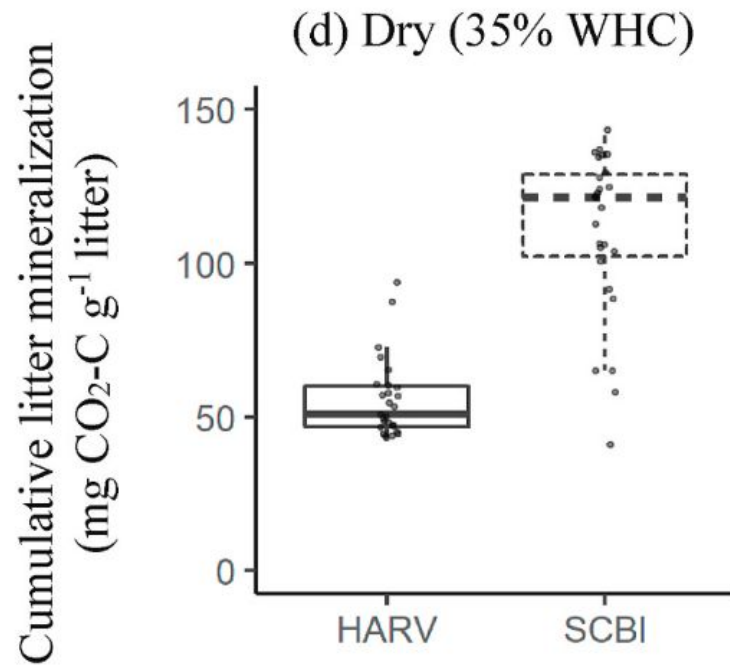 (d) Dry (35% WHC)
Cumulative litter mineralization
(mg CO₂-C g⁻¹ litter)
150
100
50
0
HARV SCBI